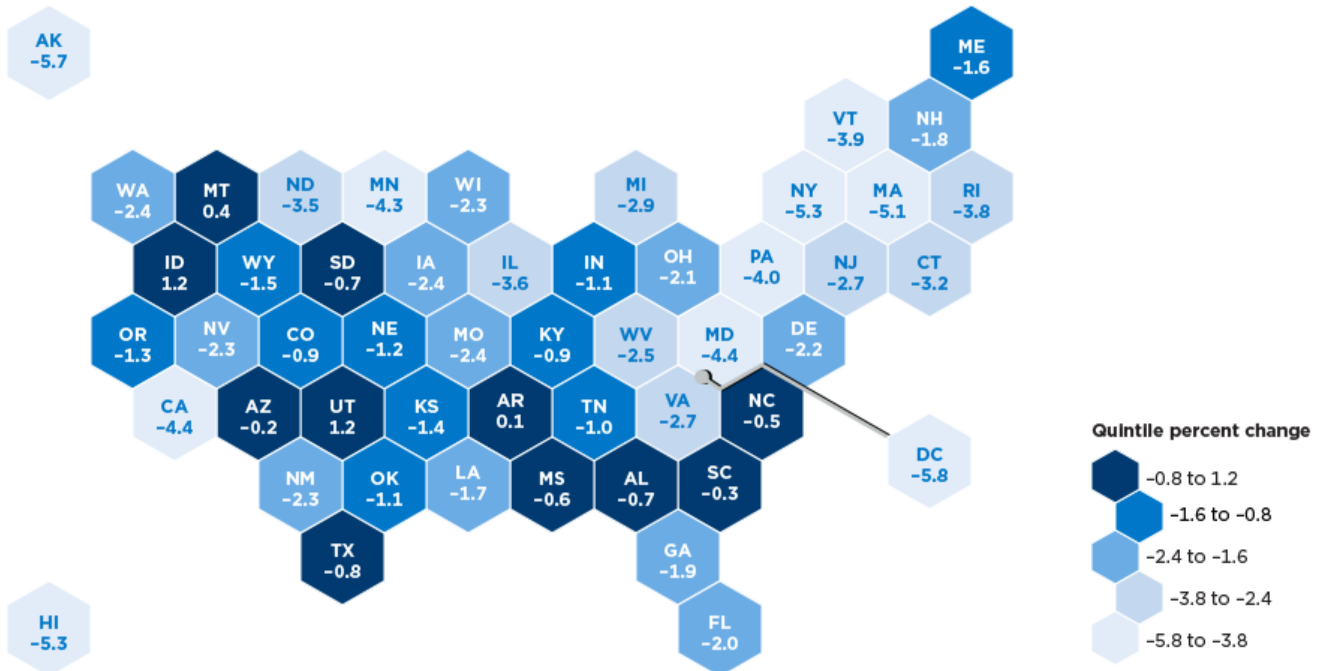 AK
–5.7
ME
–1.6
VT
–3.9
NH
–1.8
WA
–2.4
MT
0.4
ND
–3.5
MN
–4.3
WI
–2.3
MI
–2.9
NY
–5.3
MA
–5.1
RI
–3.8
ID
1.2
WY
–1.5
SD
–0.7
IA
–2.4
IL
–3.6
IN
–1.1
OH
–2.1
PA
–4.0
NJ
–2.7
CT
–3.2
OR
–1.3
NV
–2.3
CO
–0.9
NE
–1.2
MO
–2.4
KY
–0.9
WV
–2.5
MD
–4.4
DE
–2.2
CA
–4.4
AZ
–0.2
UT
1.2
KS
–1.4
AR
0.1
TN
–1.0
VA
–2.7
NC
–0.5
DC
–5.8
NM
–2.3
OK
–1.1
LA
–1.7
MS
–0.6
AL
–0.7
SC
–0.3
TX
–0.8
GA
–1.9
HI
–5.3
FL
–2.0
Quintile percent change
–0.8 to 1.2
–1.6 to –0.8
–2.4 to –1.6
–3.8 to –2.4
–5.8 to –3.8